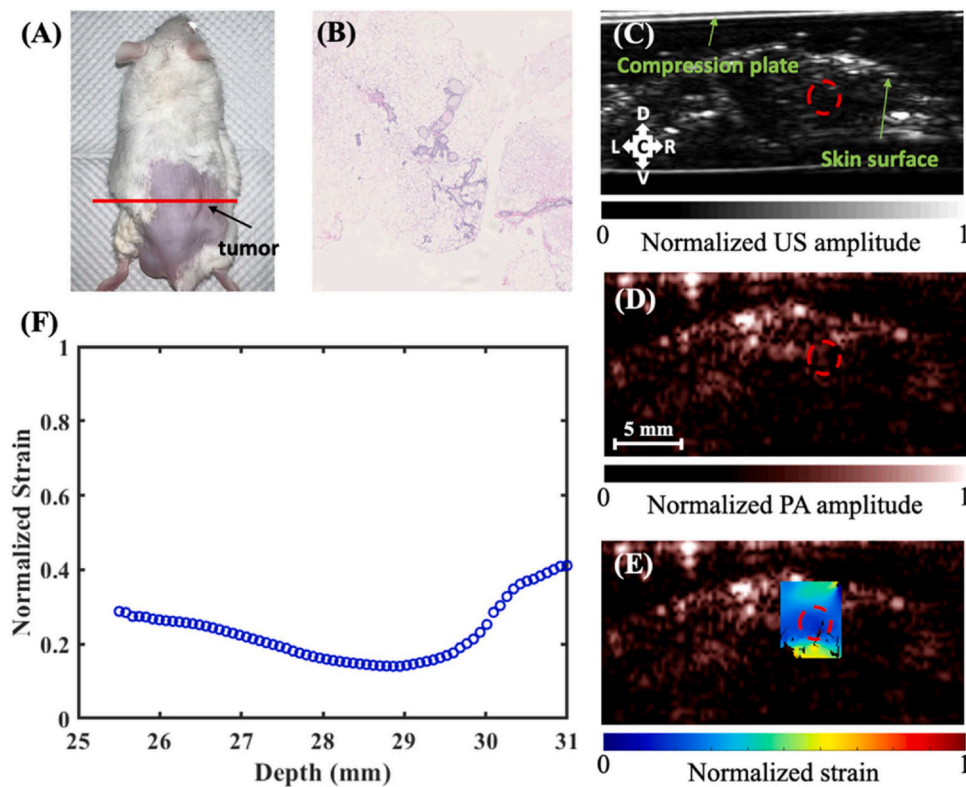 (A)
tumor
(B)
(C)
Compression plate
D
L C R
V
Skin surface
0 1
Normalized US amplitude
(D)
5 mm
0 1
Normalized PA amplitude
(E)
0 1
Normalized strain
(F)
1
0.8
0.6
0.4
0.2
0
Normalized Strain
25 26 27 28 29 30 31
Depth (mm)